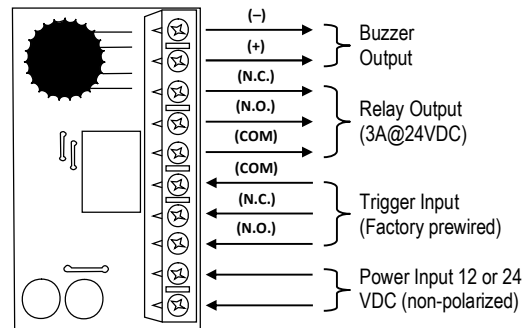 (–)
(+)
Buzzer
Output
(N.C.)
(N.O.)
(COM)
Relay Output
(3A@24VDC)
(COM)
(N.C.)
(N.O.)
Trigger Input
(Factory prewired)
Power Input 12 or 24
VDC (non-polarized)